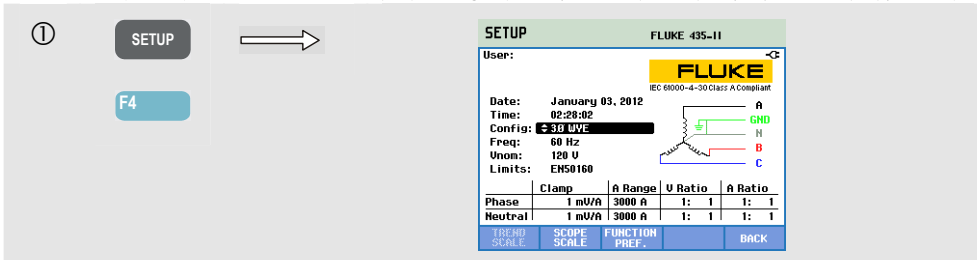 ①
SETUP
F4
SETUP FLUKE 435-II
User:
FLUKE
IEC 61000-4-30 Class A Compliant
Date: January 03, 2012
Time: 02:28:02
Config: 3Ø WYE
Freq: 60 Hz
Vnom: 120 V
Limits: EN50160
A
GND
N
B
C
Clamp A Range V Ratio A Ratio
Phase 1 mV/A 3000 A 1: 1 1: 1
Neutral 1 mV/A 3000 A 1: 1 1: 1
TREND SCALE
SCOPE SCALE
FUNCTION PREF.
BACK